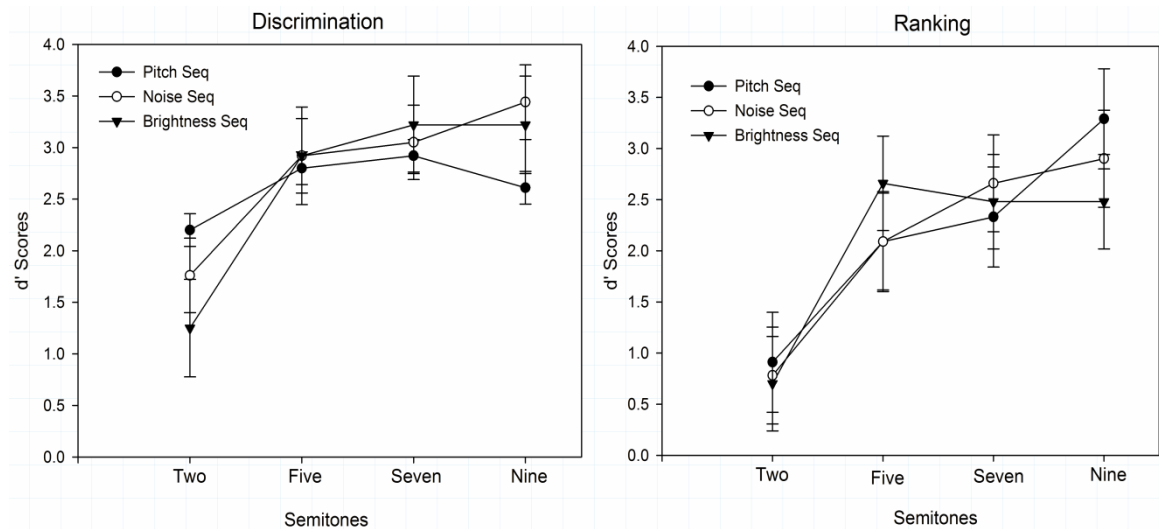 Discrimination
4.0
3.5
3.0
2.5
2.0
1.5
1.0
0.5
0.0
d' Scores
Pitch Seq
Noise Seq
Brightness Seq
Two Five Seven Nine
Semitones
Ranking
4.0
3.5
3.0
2.5
2.0
1.5
1.0
0.5
0.0
d' Scores
Pitch Seq
Noise Seq
Brightness Seq
Two Five Seven Nine
Semitones